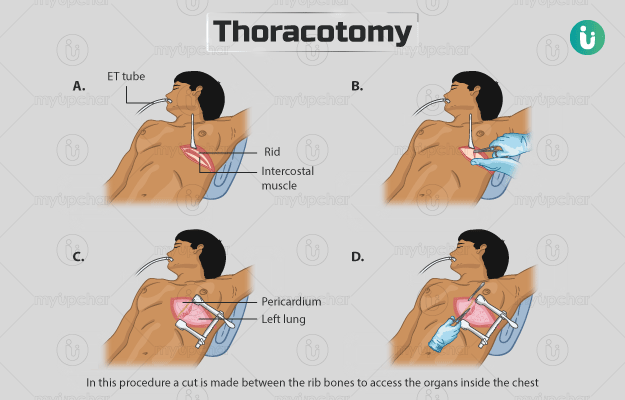 Thoracotomy
A.
ET tube
Rid
Intercostal
muscle
B.
C.
Pericardium
Left lung
D.
In this procedure a cut is made between the rib bones to access the organs inside the chest
myupchar